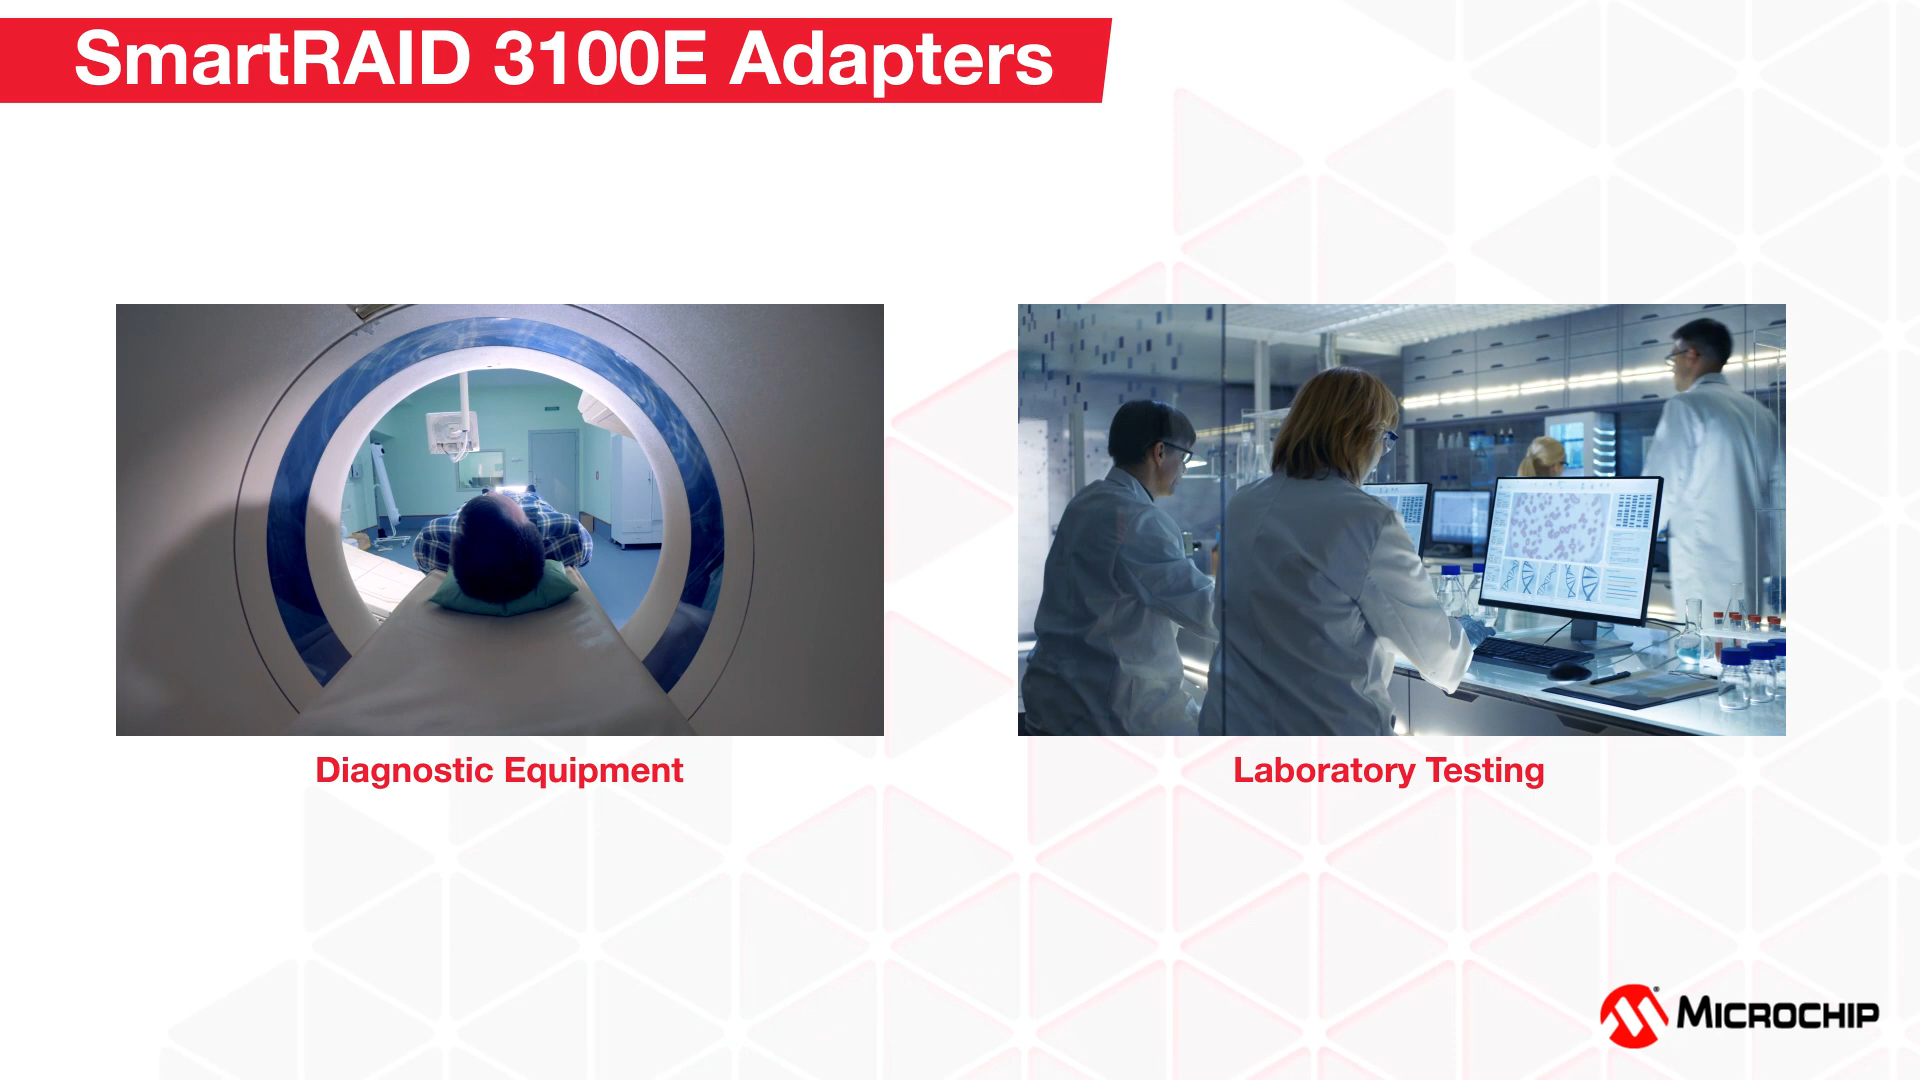 SmartRAID 3100E Adapters
Diagnostic Equipment
Laboratory Testing
MICROCHIP